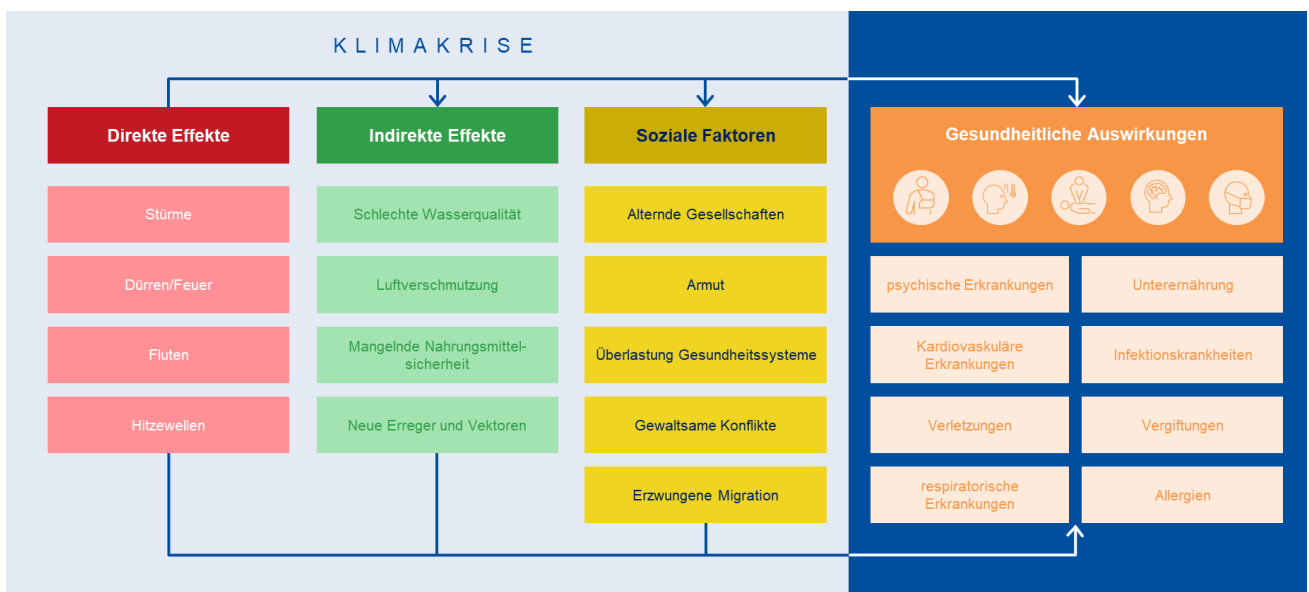 KLIMAKRISE
Direkte Effekte
Stürme
Dürren/Feuer
Fluten
Hitzewellen
Indirekte Effekte
Schlechte Wasserqualität
Luftverschmutzung
Mangelnde Nahrungsmittel-
sicherheit
Neue Erreger und Vektoren
Soziale Faktoren
Alternde Gesellschaften
Armut
Überlastung Gesundheitssysteme
Gewaltsame Konflikte
Erzwungene Migration
Gesundheitliche Auswirkungen
psychische Erkrankungen
Unterernährung
Kardiovaskuläre
Erkrankungen
Infektionskrankheiten
Verletzungen
Vergiftungen
respiratorische
Erkrankungen
Allergien